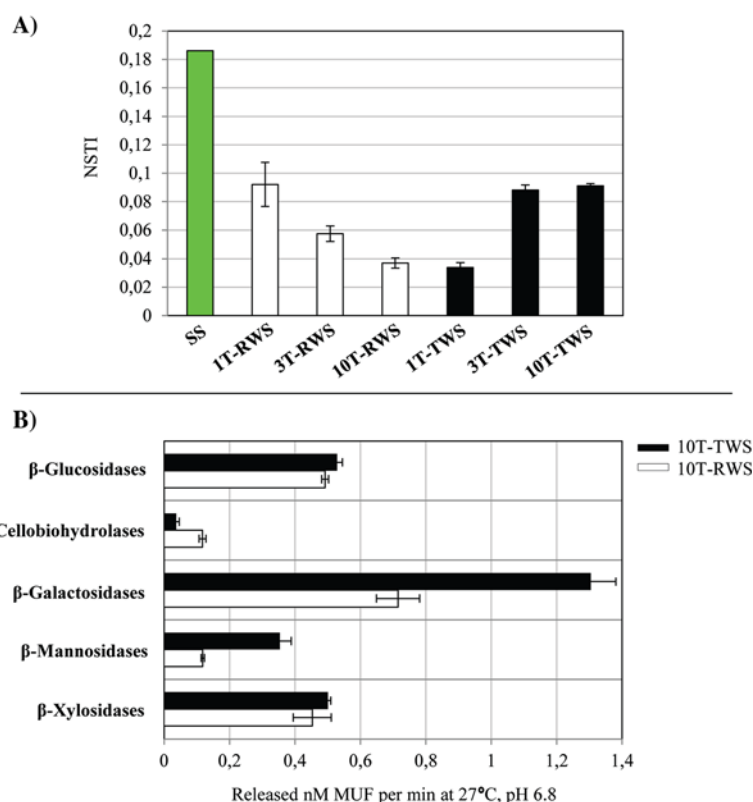 A)
NSTI
0,2
0,18
0,16
0,14
0,12
0,1
0,08
0,06
0,04
0,02
0
SS
1T-RWS
3T-RWS
10T-RWS
1T-TWS
3T-TWS
10T-TWS
B)
10T-TWS
10T-RWS
β-Glucosidases
Cellobiohydrolases
β-Galactosidases
β-Mannosidases
β-Xylosidases
0 0,2 0,4 0,6 0,8 1 1,2 1,4
Released nM MUF per min at 27°C, pH 6.8